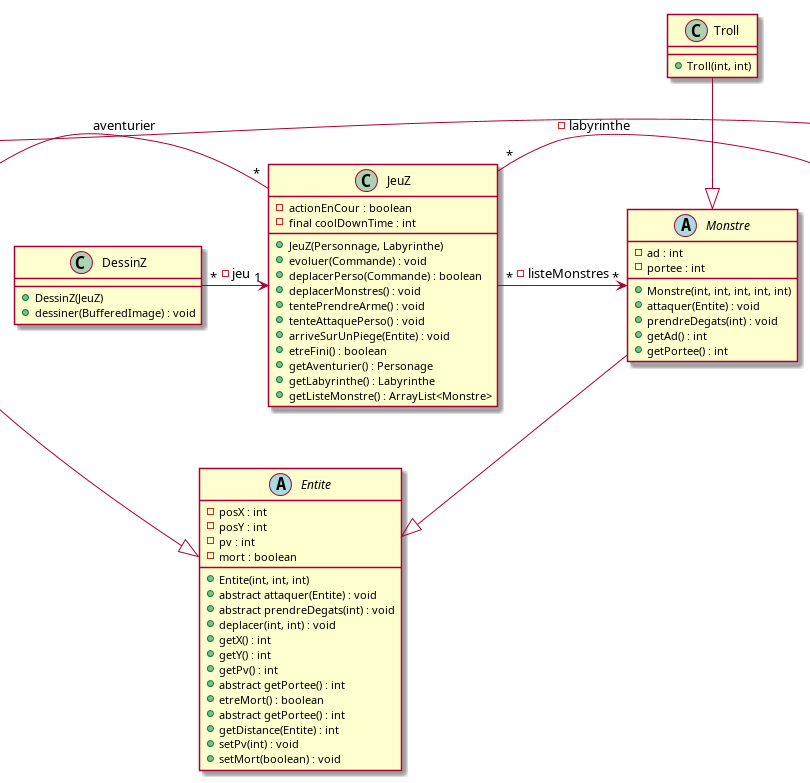 C Troll
Troll(int, int)
aventurier
labyrinthe
*
*
C JeuZ
actionEnCour : boolean
final coolDownTime : int
JeuZ(Personnage, Labyrinthe)
evoluer(Commande) : void
deplacerPerso(Commande) : boolean
deplacerMonstres() : void
tentePrendreArme() : void
tenteAttaquePerso() : void
arriveSurUnPiege(Entite) : void
etreFini() : boolean
getAventurier() : Personage
getLabyrinthe() : Labyrinthe
getListeMonstre() : ArrayList<Monstre>
C DessinZ
DessinZ(JeuZ)
dessiner(BufferedImage) : void
* jeu 1
* listeMonstres *
A Monstre
ad : int
portee : int
Monstre(int, int, int, int, int)
attaquer(Entite) : void
prendreDegats(int) : void
getAd() : int
getPortee() : int
A Entite
posX : int
posY : int
pv : int
mort : boolean
Entite(int, int, int)
abstract attaquer(Entite) : void
abstract prendreDegats(int) : void
deplacer(int, int) : void
getX() : int
getY() : int
getPv() : int
abstract getPortee() : int
etreMort() : boolean
abstract getPortee() : int
getDistance(Entite) : int
setPv(int) : void
setMort(boolean) : void